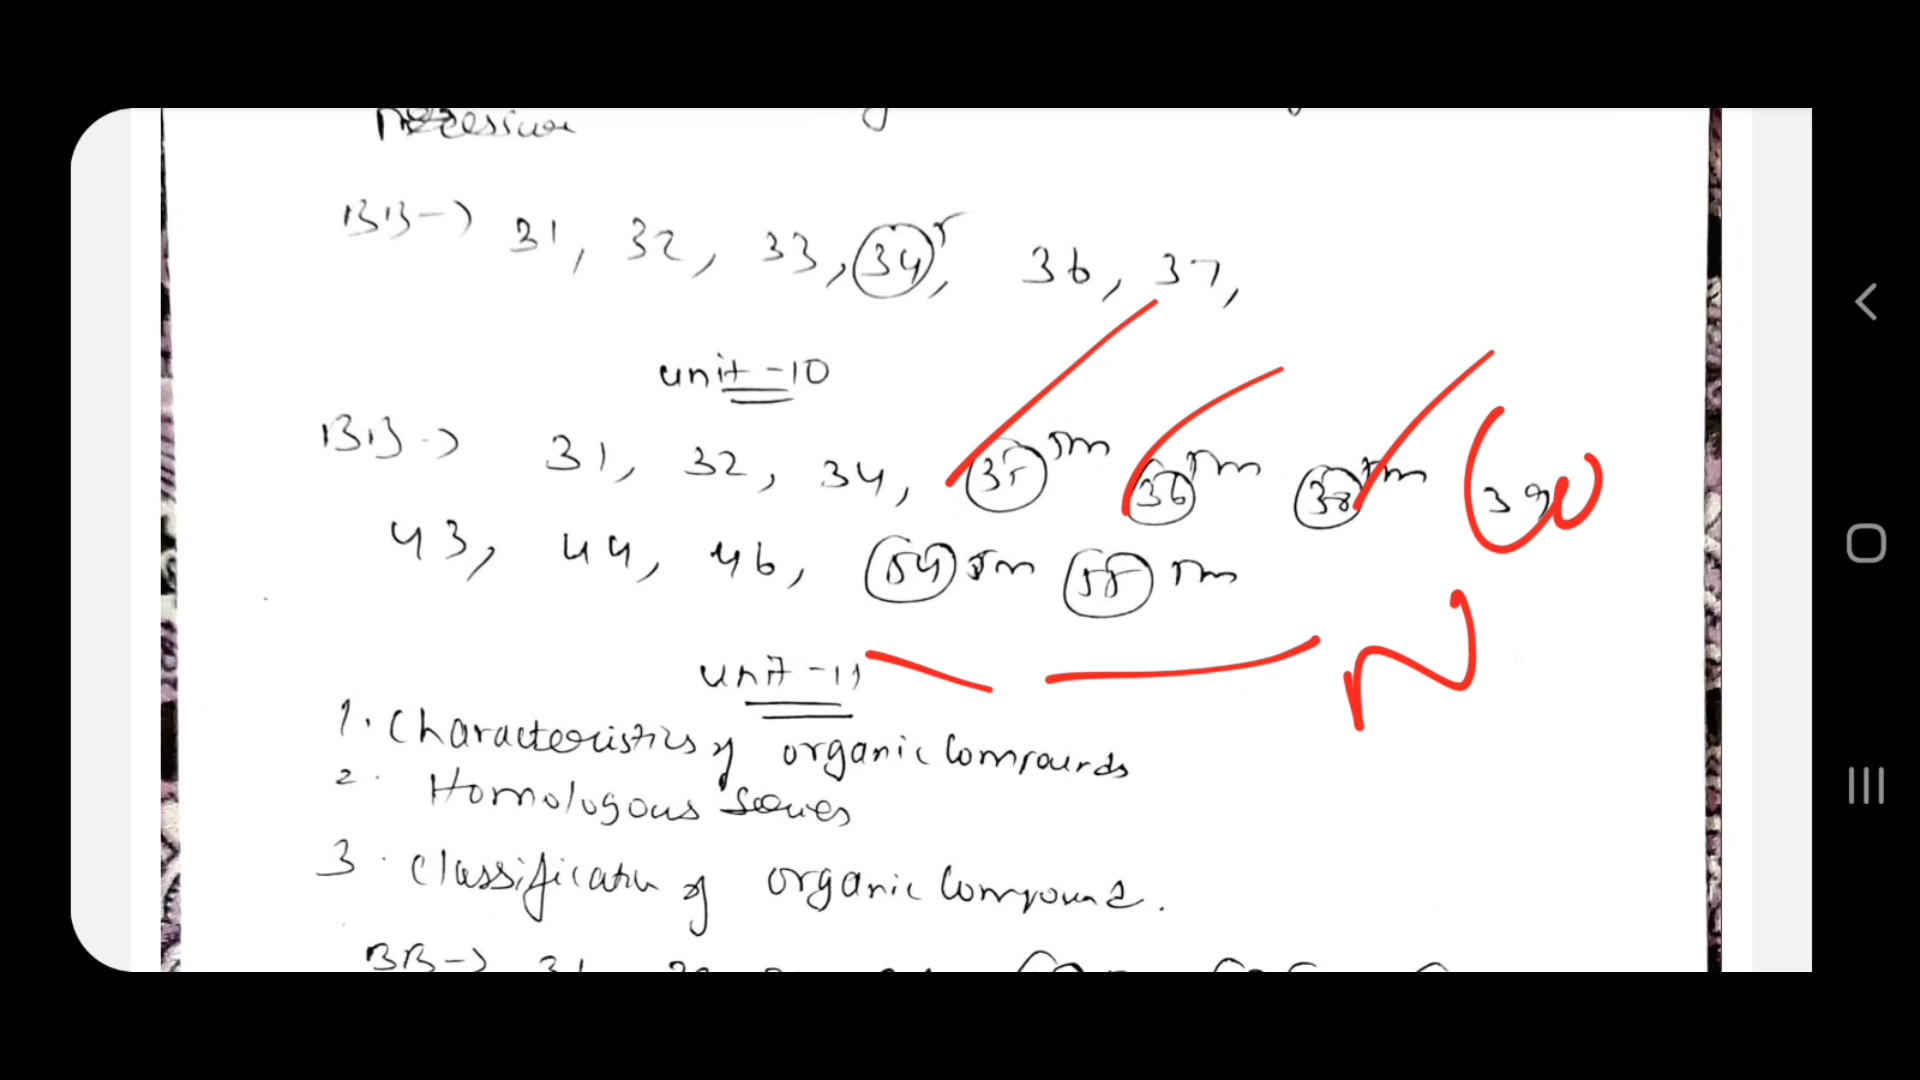 BB-> 31, 32, 33, 34, 36, 37,
unit-10
BB-> 31, 32, 34, 35 5m 36 5m 38 5m 39
43, 44, 46, 54 5m 55 5m
unit-11
1. Characteristics of organic Compounds
2. Homologous Series
3. Classification of organic Compound.
BB-> 31